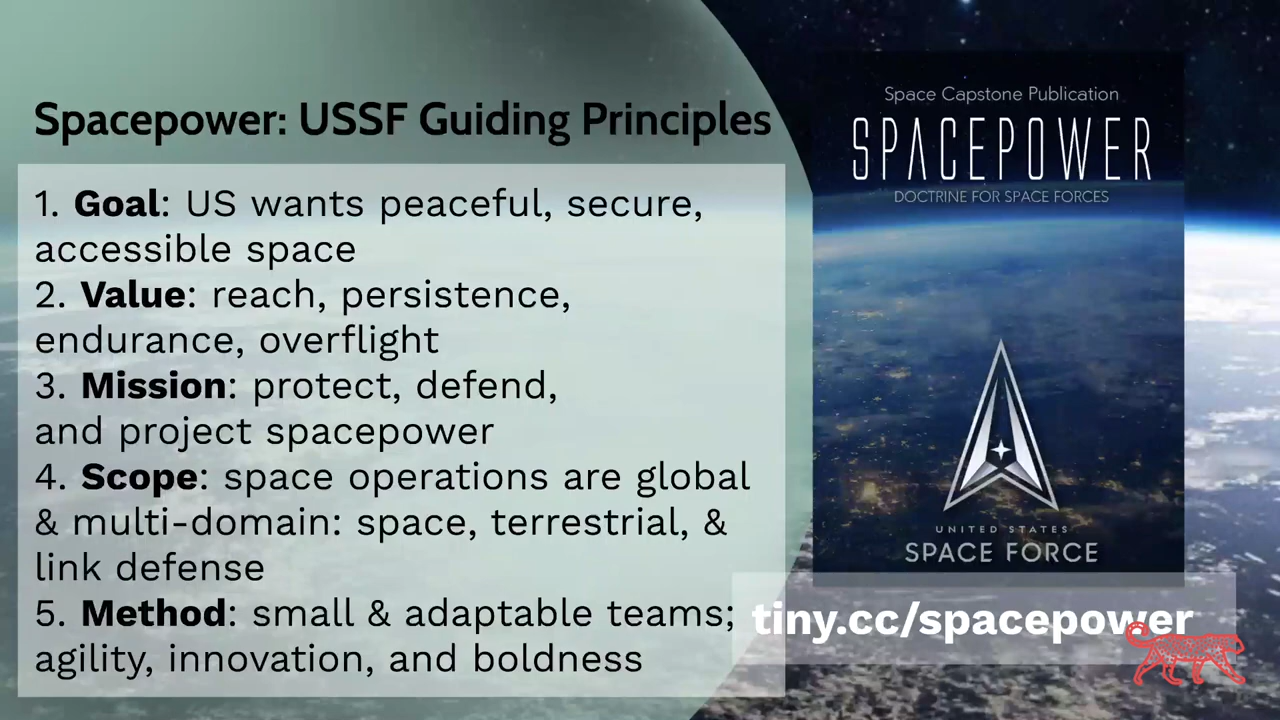 Spacepower: USSF Guiding Principles
1. Goal: US wants peaceful, secure,
accessible space
2. Value: reach, persistence,
endurance, overflight
3. Mission: protect, defend,
and project spacepower
4. Scope: space operations are global
& multi-domain: space, terrestrial, &
link defense
5. Method: small & adaptable teams;
agility, innovation, and boldness
Space Capstone Publication
SPACEPOWER
DOCTRINE FOR SPACE FORCES
UNITED STATES
SPACE FORCE
tiny.cc/spacepower